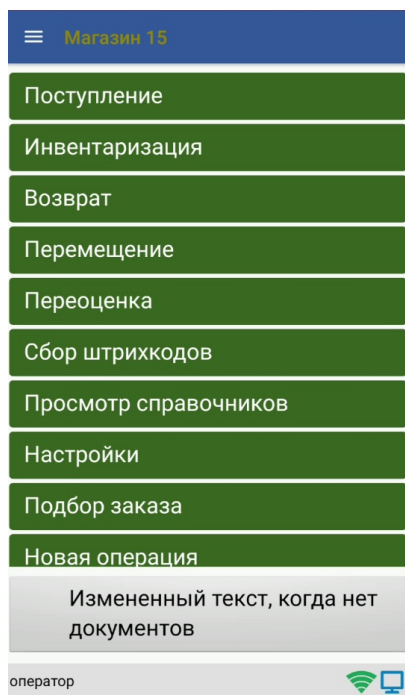 Магазин 15
Поступление
Инвентаризация
Возврат
Перемещение
Переоценка
Сбор штрихкодов
Просмотр справочников
Настройки
Подбор заказа
Новая операция
Измененный текст, когда нет
документов
оператор